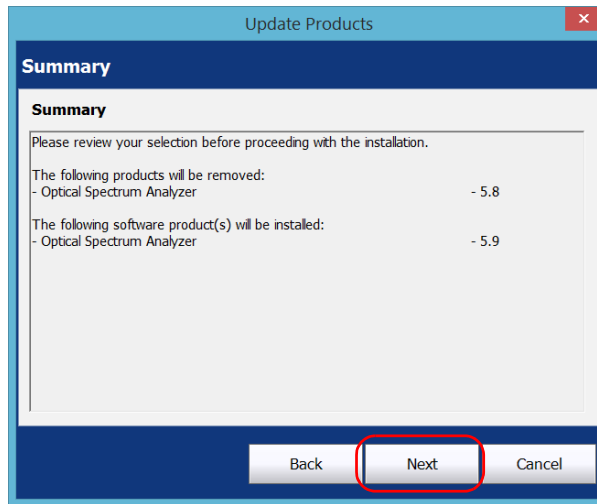 Update Products
Summary
Summary
Please review your selection before proceeding with the installation.
The following products will be removed:
- Optical Spectrum Analyzer - 5.8
The following software product(s) will be installed:
- Optical Spectrum Analyzer - 5.9
Back Next Cancel